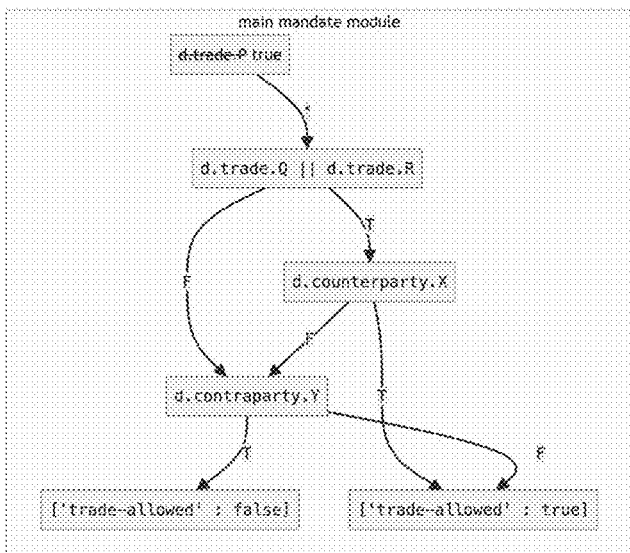 main mandate module
d.trade.P true
*
d.trade.Q || d.trade.R
T
F
d.counterparty.X
F
d.contraparty.Y
T
T
F
['trade-allowed' : false]
['trade-allowed' : true]